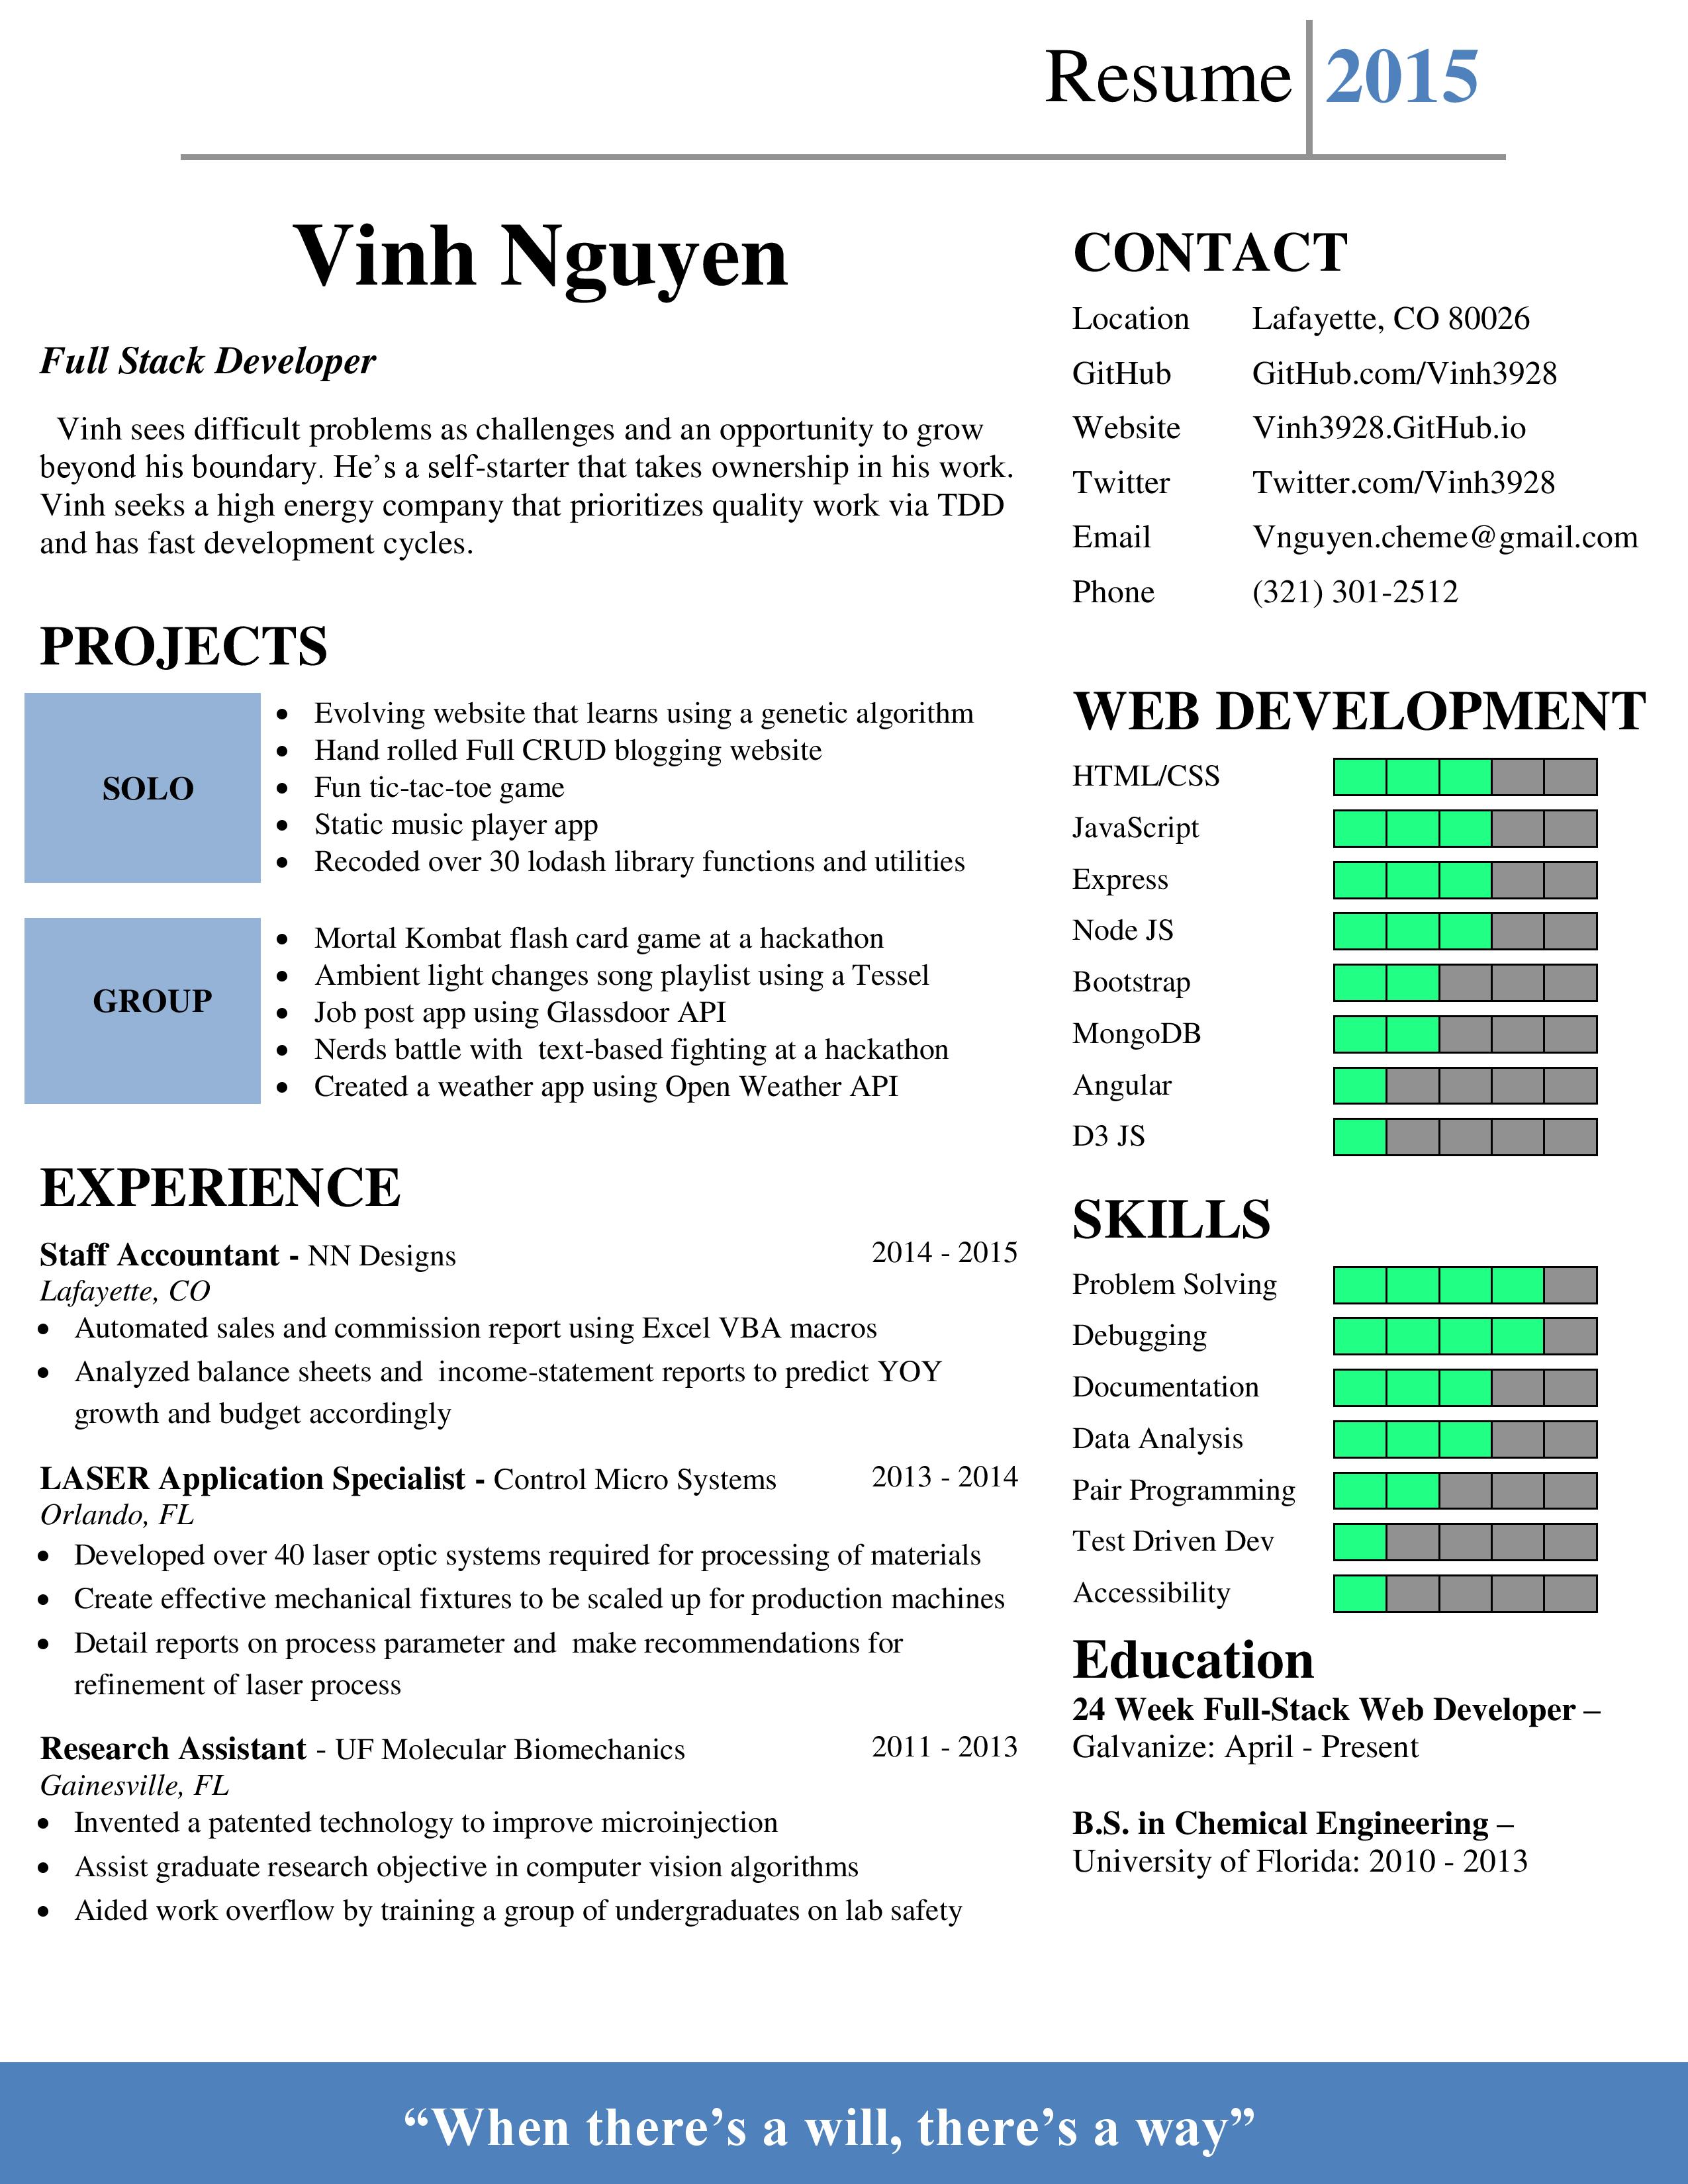 Resume 2015
Vinh Nguyen
Full Stack Developer
Vinh sees difficult problems as challenges and an opportunity to grow
beyond his boundary. He’s a self-starter that takes ownership in his work.
Vinh seeks a high energy company that prioritizes quality work via TDD
and has fast development cycles.
PROJECTS
SOLO
• Evolving website that learns using a genetic algorithm
• Hand rolled Full CRUD blogging website
• Fun tic-tac-toe game
• Static music player app
• Recoded over 30 lodash library functions and utilities
GROUP
• Mortal Kombat flash card game at a hackathon
• Ambient light changes song playlist using a Tessel
• Job post app using Glassdoor API
• Nerds battle with  text-based fighting at a hackathon
• Created a weather app using Open Weather API
EXPERIENCE
Staff Accountant - NN Designs 2014 - 2015
Lafayette, CO
• Automated sales and commission report using Excel VBA macros
• Analyzed balance sheets and  income-statement reports to predict YOY
growth and budget accordingly
LASER Application Specialist - Control Micro Systems 2013 - 2014
Orlando, FL
• Developed over 40 laser optic systems required for processing of materials
• Create effective mechanical fixtures to be scaled up for production machines
• Detail reports on process parameter and  make recommendations for
refinement of laser process
Research Assistant - UF Molecular Biomechanics 2011 - 2013
Gainesville, FL
• Invented a patented technology to improve microinjection
• Assist graduate research objective in computer vision algorithms
• Aided work overflow by training a group of undergraduates on lab safety
CONTACT
Location Lafayette, CO 80026
GitHub GitHub.com/Vinh3928
Website Vinh3928.GitHub.io
Twitter Twitter.com/Vinh3928
Email Vnguyen.cheme@gmail.com
Phone (321) 301-2512
WEB DEVELOPMENT
HTML/CSS
JavaScript
Express
Node JS
Bootstrap
MongoDB
Angular
D3 JS
SKILLS
Problem Solving
Debugging
Documentation
Data Analysis
Pair Programming
Test Driven Dev
Accessibility
Education
24 Week Full-Stack Web Developer –
Galvanize: April - Present
B.S. in Chemical Engineering –
University of Florida: 2010 - 2013
“When there’s a will, there’s a way”